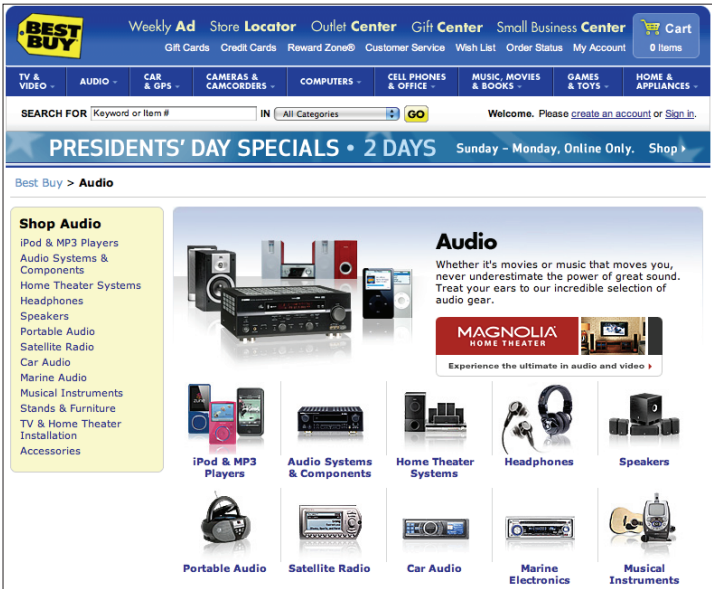 BEST
BUY
Weekly Ad Store Locator Outlet Center Gift Center Small Business Center
Cart
Gift Cards Credit Cards Reward Zone® Customer Service Wish List Order Status My Account
0 Items
TV &
VIDEO
AUDIO
CAR
& GPS
CAMERAS &
CAMCORDERS
COMPUTERS
CELL PHONES
& OFFICE
MUSIC, MOVIES
& BOOKS
GAMES
& TOYS
HOME &
APPLIANCES
SEARCH FOR Keyword or Item # IN All Categories GO Welcome. Please create an account or Sign in.
PRESIDENTS' DAY SPECIALS • 2 DAYS Sunday – Monday, Online Only. Shop
Best Buy > Audio
Shop Audio
iPod & MP3 Players
Audio Systems &
Components
Home Theater Systems
Headphones
Speakers
Portable Audio
Satellite Radio
Car Audio
Marine Audio
Musical Instruments
Stands & Furniture
TV & Home Theater
Installation
Accessories
Audio
Whether it's movies or music that moves you,
never underestimate the power of great sound.
Treat your ears to our incredible selection of
audio gear.
MAGNOLIA
HOME THEATER
Experience the ultimate in audio and video
iPod & MP3
Players
Audio Systems
& Components
Home Theater
Systems
Headphones
Speakers
Portable Audio
Satellite Radio
Car Audio
Marine
Electronics
Musical
Instruments